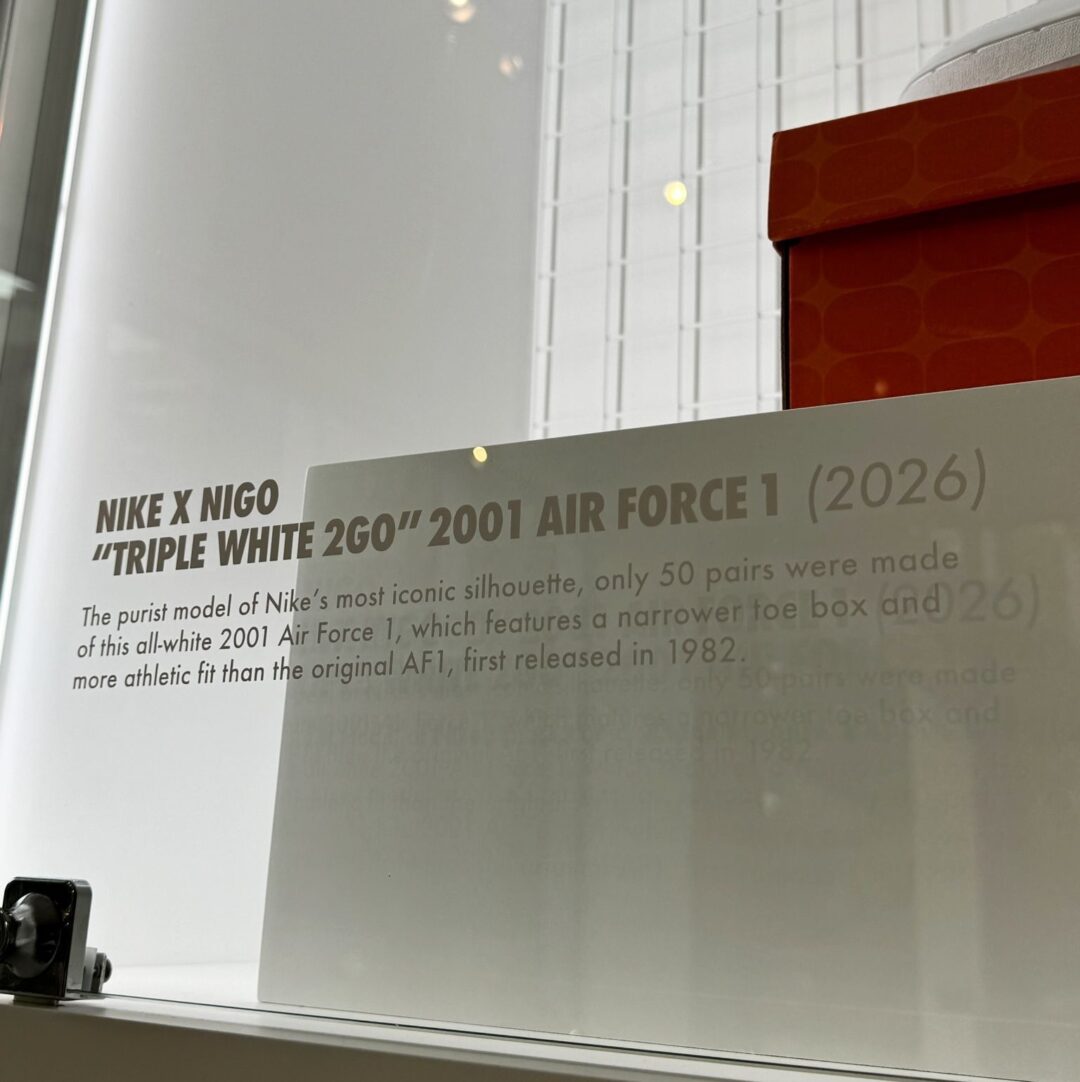 NIKE X NIGO
“TRIPLE WHITE 2GO” 2001 AIR FORCE 1 (2026)
The purist model of Nike’s most iconic silhouette, only 50 pairs were made
of this all-white 2001 Air Force 1, which features a narrower toe box and
more athletic fit than the original AF1, first released in 1982.